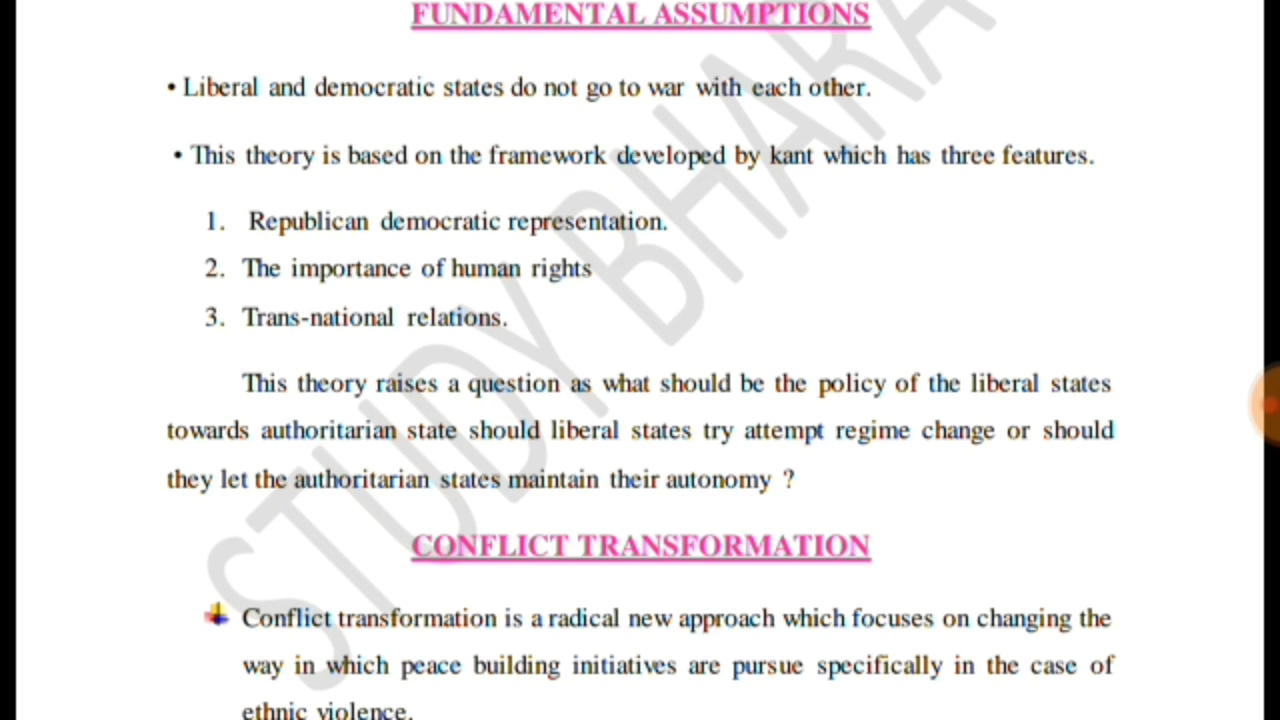 FUNDAMENTAL ASSUMPTIONS
• Liberal and democratic states do not go to war with each other.
• This theory is based on the framework developed by kant which has three features.
1. Republican democratic representation.
2. The importance of human rights
3. Trans-national relations.
This theory raises a question as what should be the policy of the liberal states
towards authoritarian state should liberal states try attempt regime change or should
they let the authoritarian states maintain their autonomy ?
CONFLICT TRANSFORMATION
Conflict transformation is a radical new approach which focuses on changing the
way in which peace building initiatives are pursue specifically in the case of
ethnic violence.
STUDY BHARA